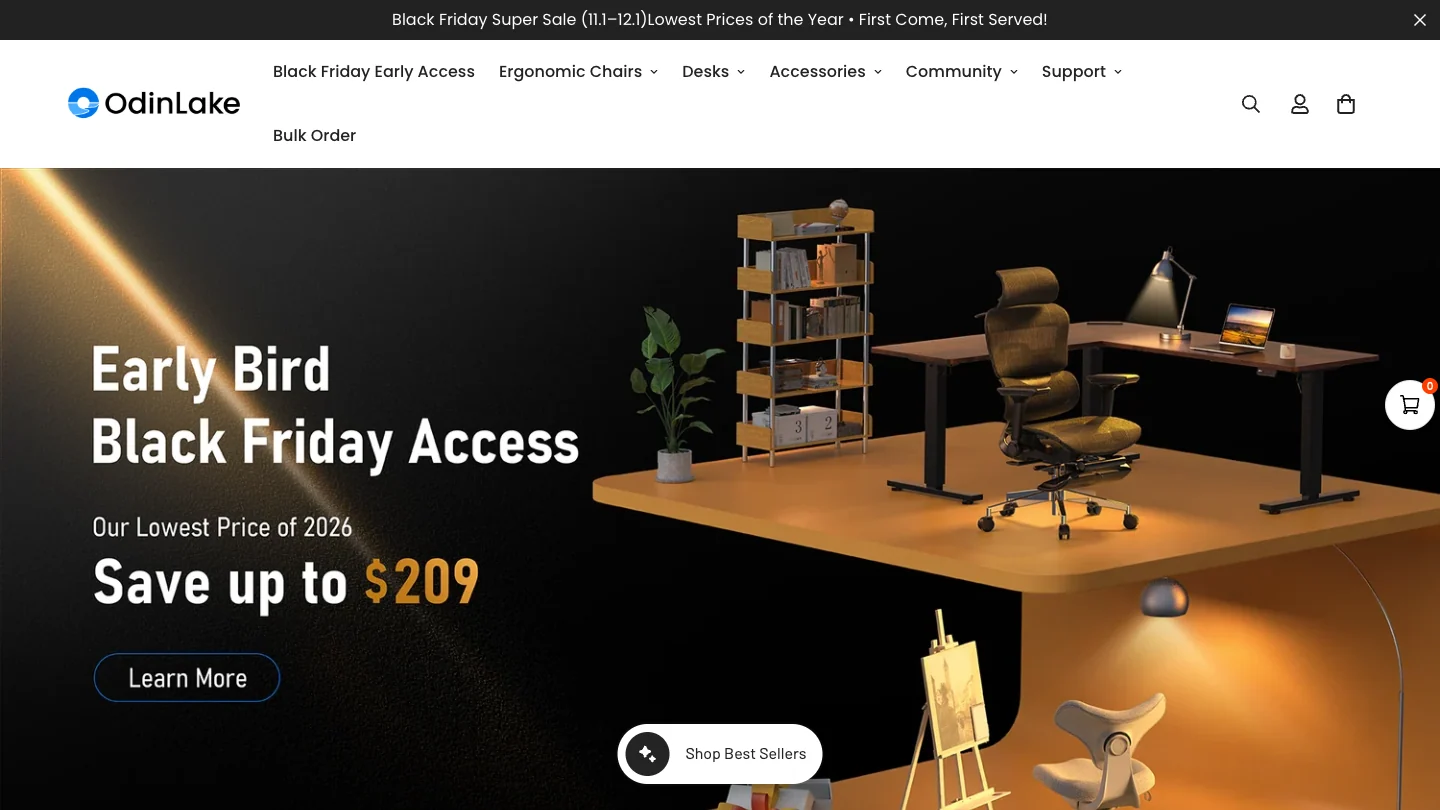 Black Friday Super Sale (11.1–12.1)Lowest Prices of the Year • First Come, First Served!
OdinLake
Black Friday Early Access
Ergonomic Chairs
Desks
Accessories
Community
Support
Bulk Order
0
Early Bird
Black Friday Access
Our Lowest Price of 2026
Save up to $209
Learn More
3
2
Shop Best Sellers